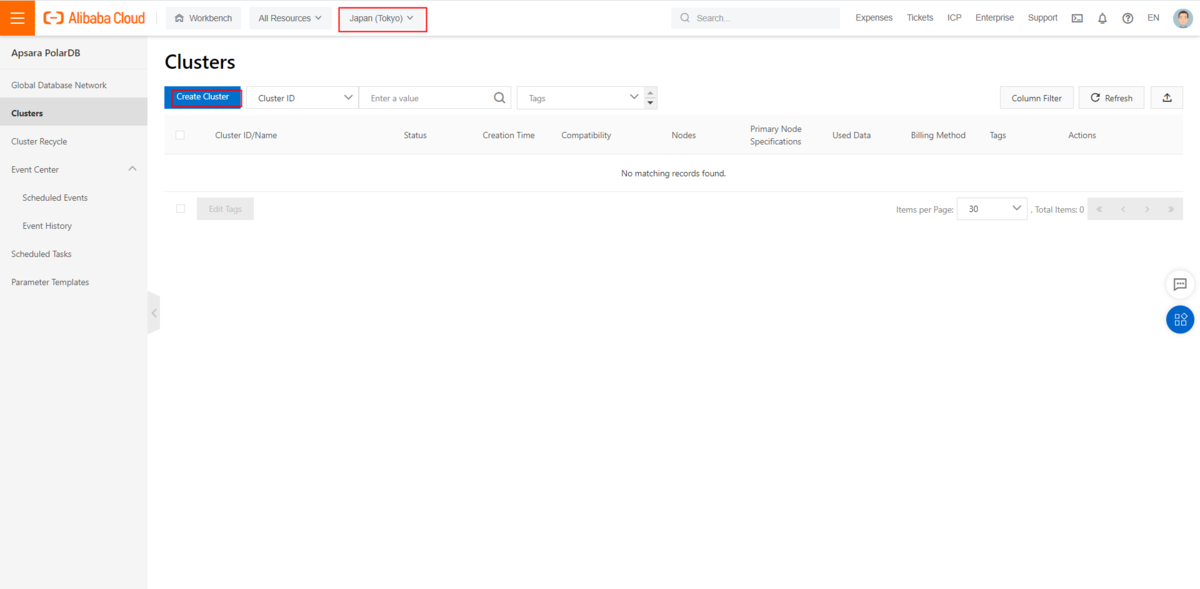 Alibaba Cloud
Workbench
All Resources
Japan (Tokyo)
Search...
Expenses
Tickets
ICP
Enterprise
Support
EN
Apsara PolarDB
Global Database Network
Clusters
Cluster Recycle
Event Center
Scheduled Events
Event History
Scheduled Tasks
Parameter Templates
Clusters
Create Cluster
Cluster ID
Enter a value
Tags
Column Filter
Refresh
Cluster ID/Name
Status
Creation Time
Compatibility
Nodes
Primary Node
Specifications
Used Data
Billing Method
Tags
Actions
No matching records found.
Edit Tags
Items per Page:
30
, Total Items: 0